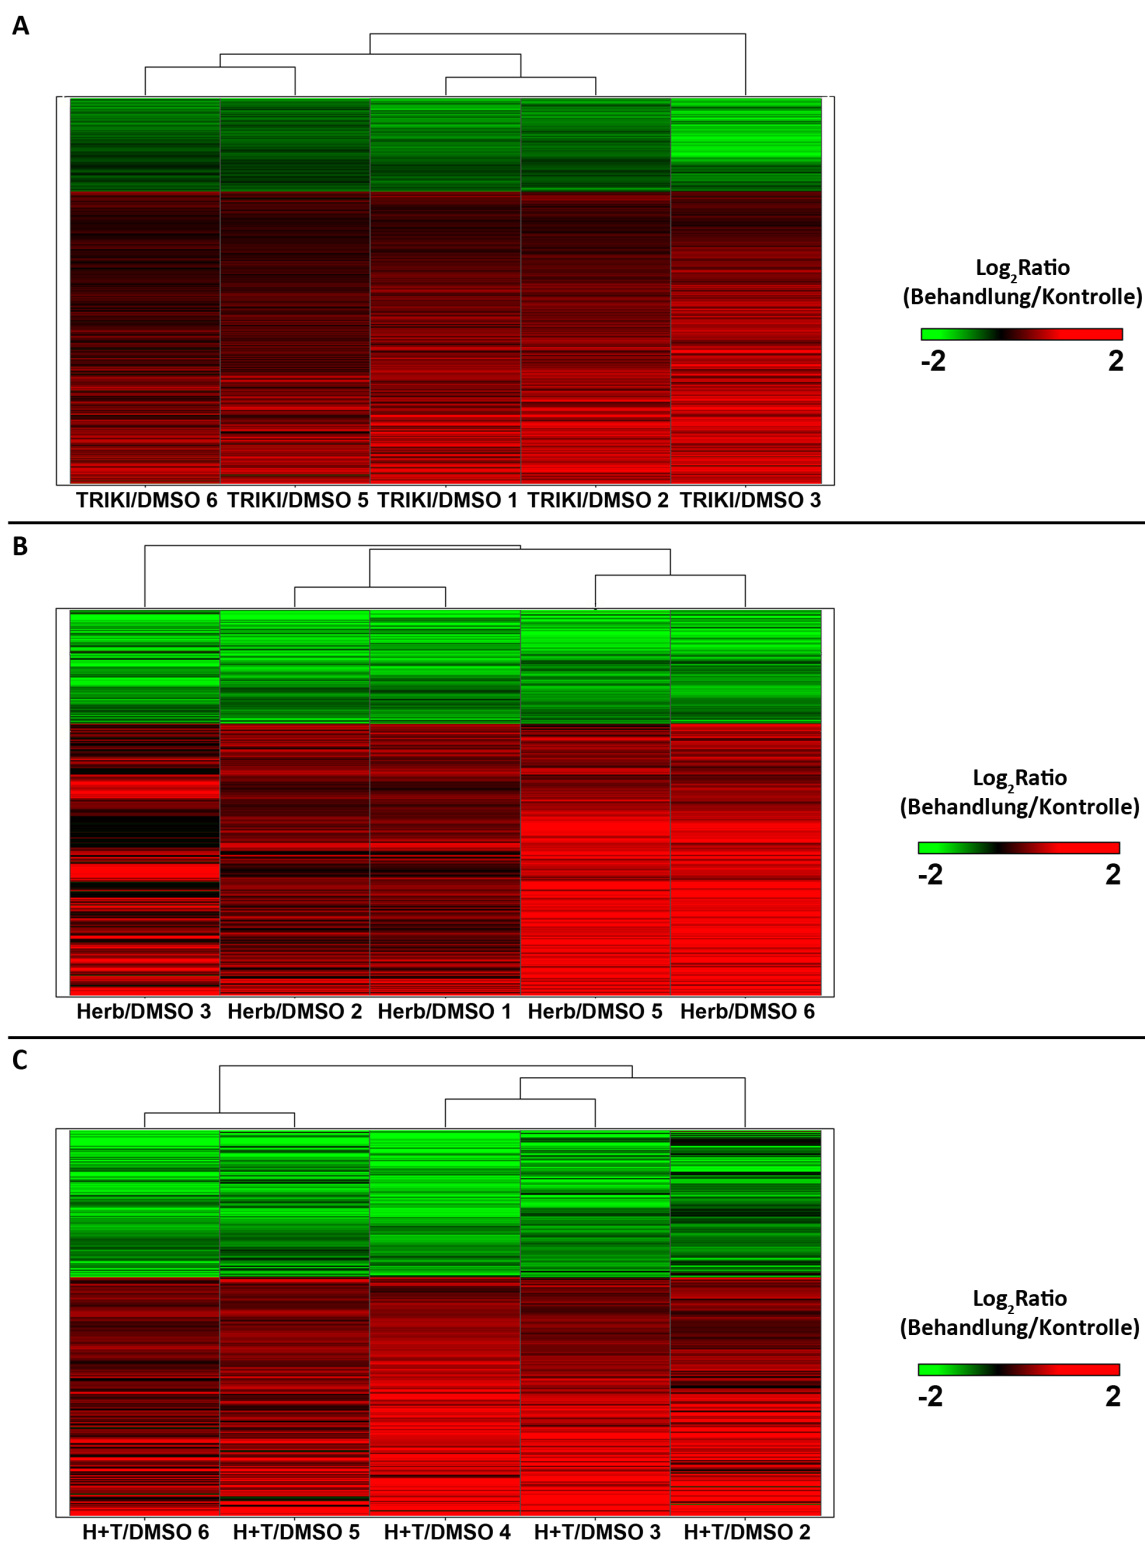 A
TRIKI/DMSO 6 TRIKI/DMSO 5 TRIKI/DMSO 1 TRIKI/DMSO 2 TRIKI/DMSO 3
Log2Ratio
(Behandlung/Kontrolle)
-2 2
B
Herb/DMSO 3 Herb/DMSO 2 Herb/DMSO 1 Herb/DMSO 5 Herb/DMSO 6
Log2Ratio
(Behandlung/Kontrolle)
-2 2
C
H+T/DMSO 6 H+T/DMSO 5 H+T/DMSO 4 H+T/DMSO 3 H+T/DMSO 2
Log2Ratio
(Behandlung/Kontrolle)
-2 2